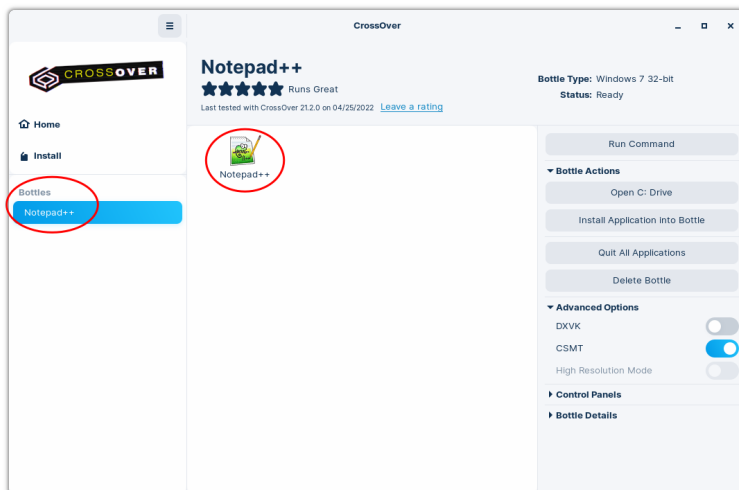 CrossOver
CROSSOVER
Home
Install
Bottles
Notepad++
Notepad++
Runs Great
Last tested with CrossOver 21.2.0 on 04/25/2022 Leave a rating
Bottle Type: Windows 7 32-bit
Status: Ready
Notepad++
Run Command
Bottle Actions
Open C: Drive
Install Application into Bottle
Quit All Applications
Delete Bottle
Advanced Options
DXVK
CSMT
High Resolution Mode
Control Panels
Bottle Details